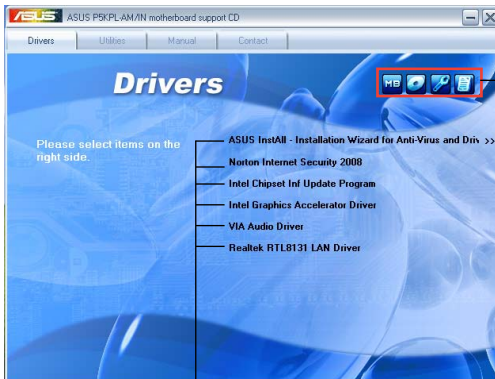 ASUS ASUS P5KPL-AM/IN motherboard support CD
Drivers Utilities Manual Contact
Drivers
MB
Please select items on the right side.
ASUS InstAll - Installation Wizard for Anti-Virus and Driv >>
Norton Internet Security 2008
Intel Chipset Inf Update Program
Intel Graphics Accelerator Driver
VIA Audio Driver
Realtek RTL8131 LAN Driver